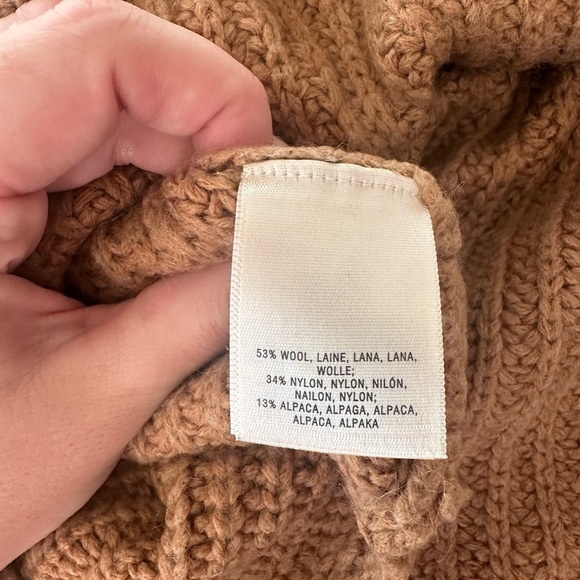 53% WOOL, LAINE, LANA, LANA,
WOLLE;
34% NYLON, NYLON, NILÓN,
NAILON, NYLON;
13% ALPACA, ALPAGA, ALPACA,
ALPACA, ALPAKA